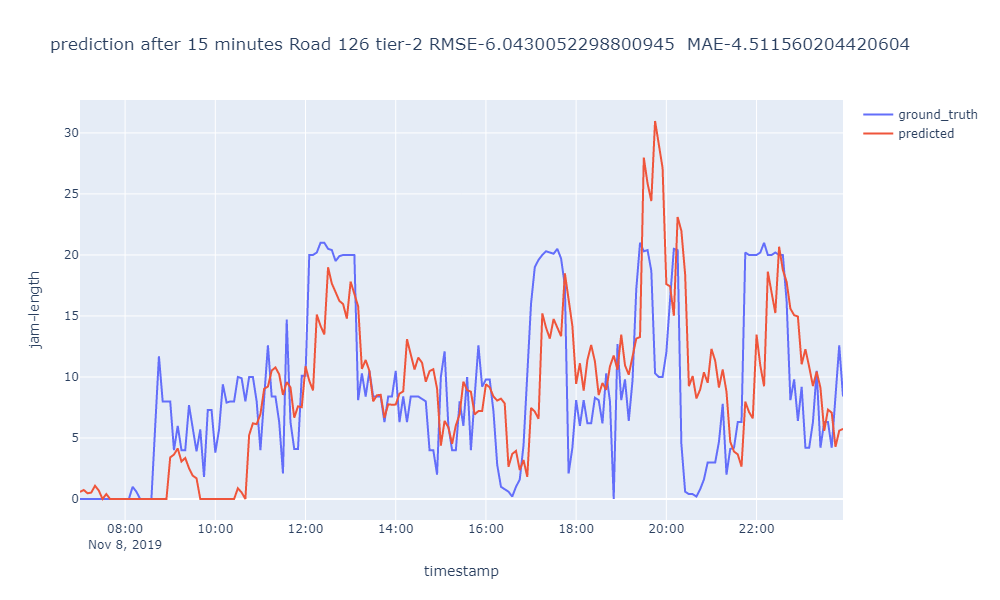 prediction after 15 minutes Road 126 tier-2 RMSE-6.0430052298800945  MAE-4.511560204420604
ground_truth
predicted
30
25
20
15
10
5
0
jam-length
08:00 10:00 12:00 14:00 16:00 18:00 20:00 22:00
Nov 8, 2019
timestamp